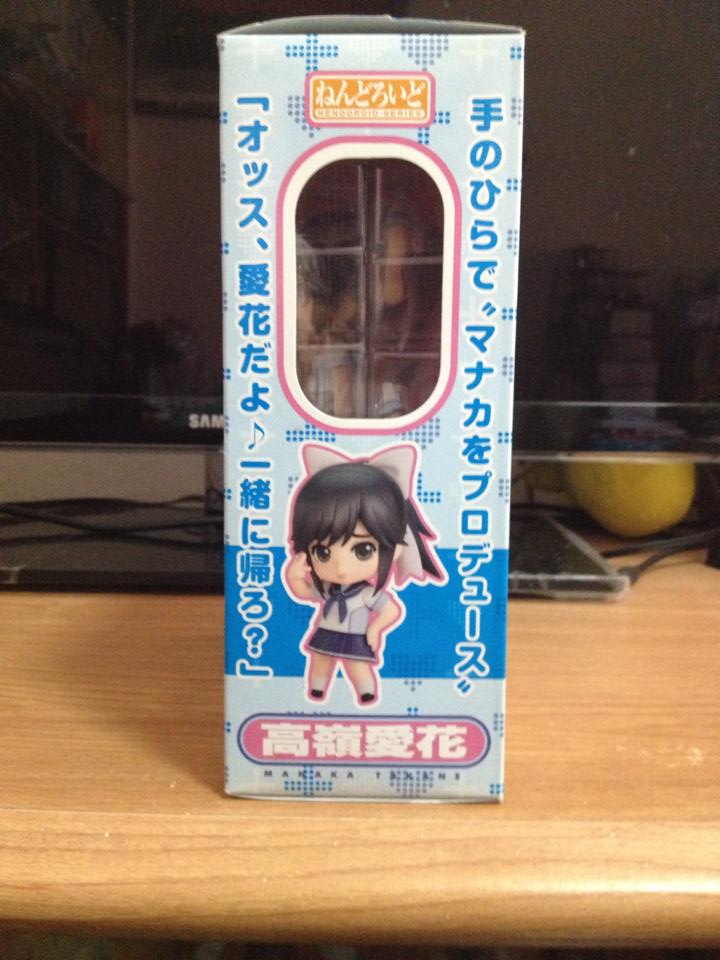 ねんどろいど
NENDOROID SERIES
手のひらで〝マナカをプロデュース〟
「オッス、愛花だよ♪一緒に帰ろ?」
高嶺愛花
MANAKA TAKANE
SAM